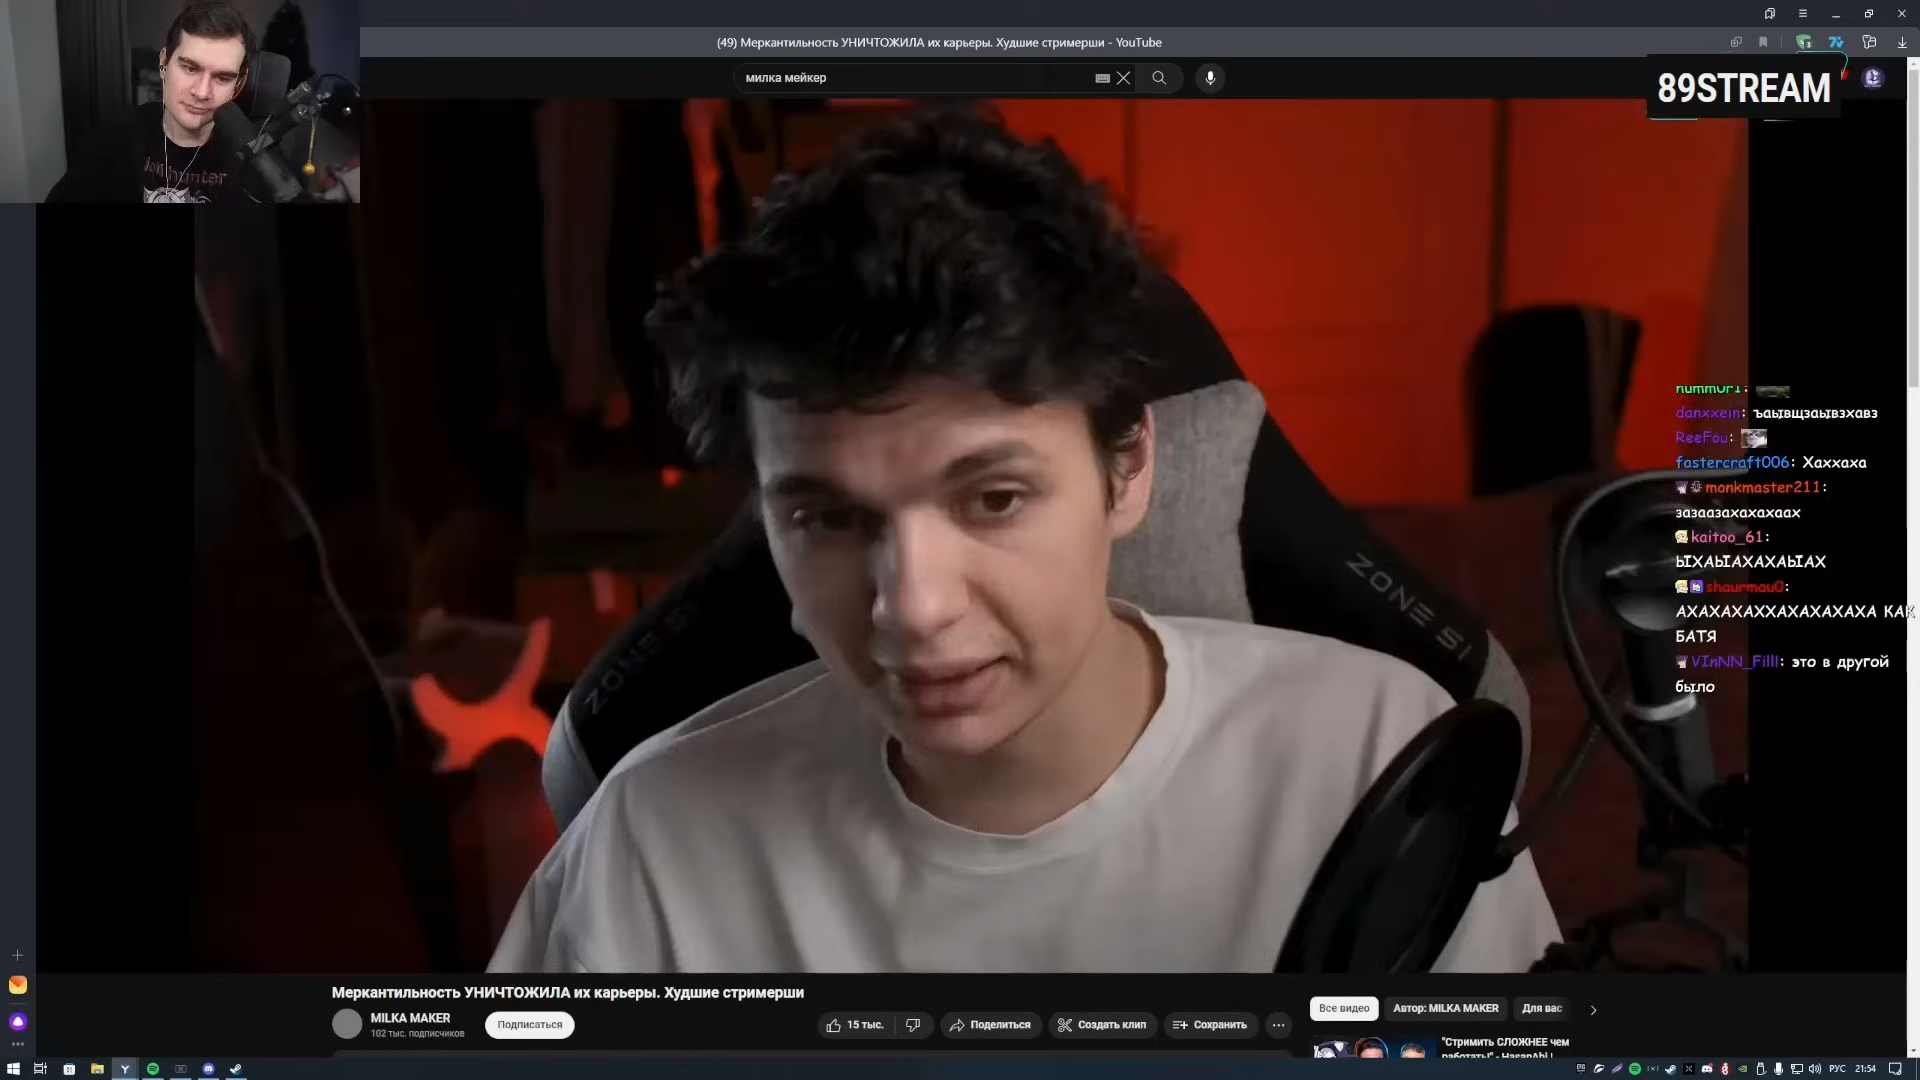 (49) Меркантильность УНИЧТОЖИЛА их карьеры. Худшие стримерши - YouTube
милка мейкер
89STREAM
ZONE 51
ZONE 51
danxxein: ъаывщзаывзхавз
ReeFou:
fastercraft006: Хаххаха
monkmaster211:
зазаазахахахаах
kaitoo_61:
ЫХАЫАХАХАЫАХ
shaurmau0:
АХАХАХАХХАХАХАХАХА КАК
БАТЯ
VInNN_Filll: это в другой
было
Меркантильность УНИЧТОЖИЛА их карьеры. Худшие стримерши
MILKA MAKER
102 тыс. подписчиков
Подписаться
15 тыс.
Поделиться
Создать клип
Сохранить
Все видео
Автор: MILKA MAKER
Для вас
"Стримить СЛОЖНЕЕ чем
работать!" - HasanAbi |
РУС
21:54